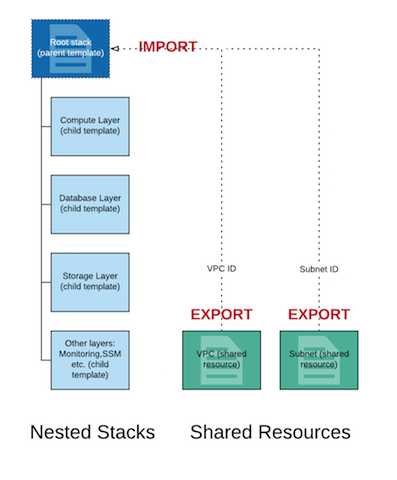 Root stack
(parent template)
IMPORT
Compute Layer
(child template)
Database Layer
(child template)
Storage Layer
(child template)
VPC ID
Subnet ID
EXPORT
EXPORT
Other layers:
Monitoring,SSM
etc. (child
template)
VPC (shared
resource)
Subnet (shared
resource)
Nested Stacks
Shared Resources